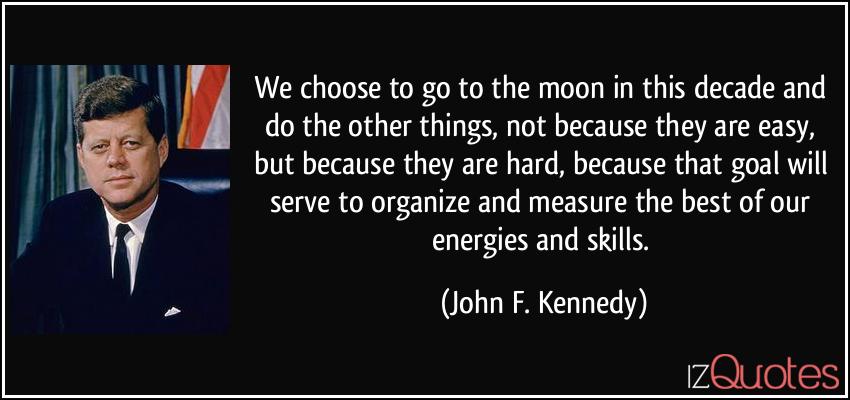 We choose to go to the moon in this decade and
do the other things, not because they are easy,
but because they are hard, because that goal will
serve to organize and measure the best of our
energies and skills.
(John F. Kennedy)
IZQuotes